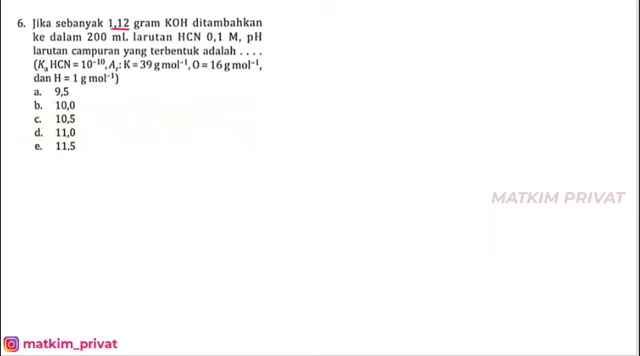 6. Jika sebanyak 1,12 gram KOH ditambahkan
ke dalam 200 mL larutan HCN 0,1 M, pH
larutan campuran yang terbentuk adalah . . . .
(Kₐ HCN = 10⁻¹⁰, Aᵣ: K = 39 g mol⁻¹, O = 16 g mol⁻¹,
dan H = 1 g mol⁻¹)
a. 9,5
b. 10,0
c. 10,5
d. 11,0
e. 11,5
MATKIM PRIVAT
matkim_privat